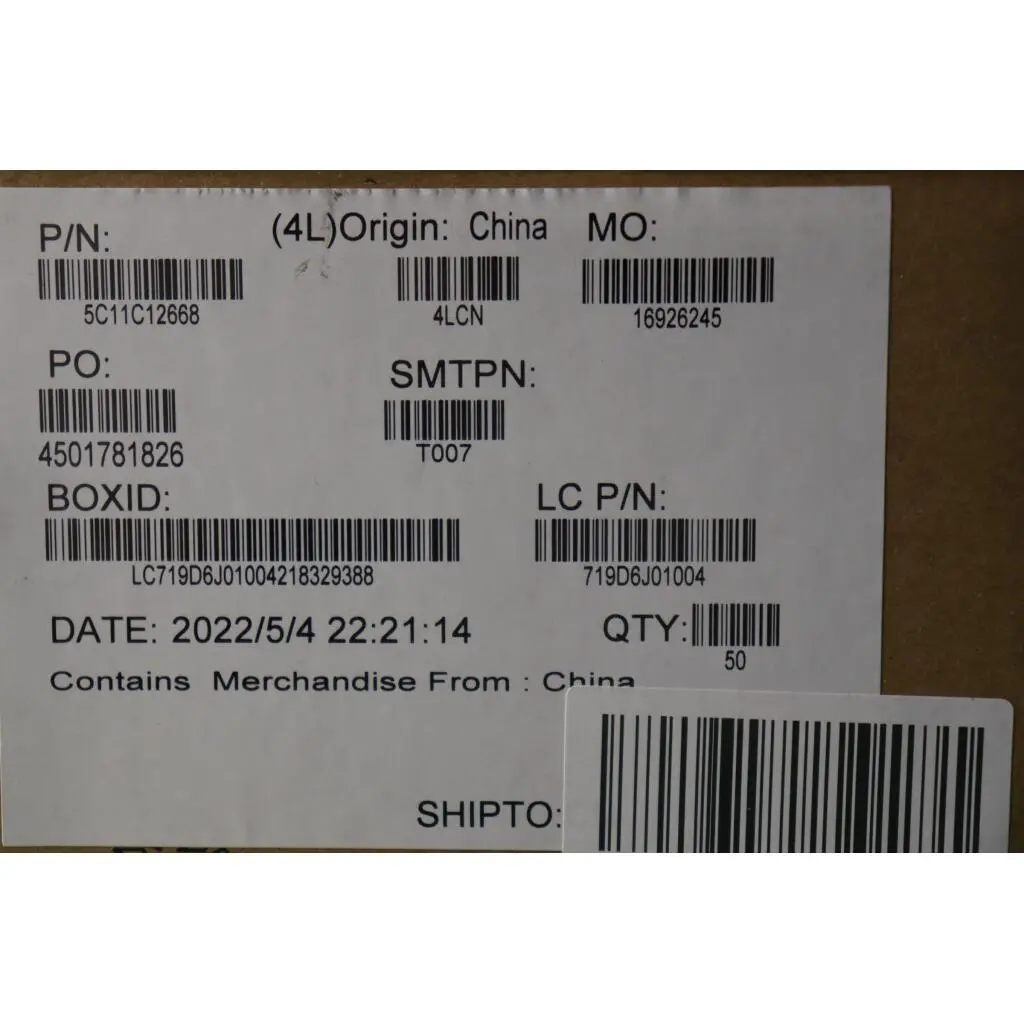 P/N: (4L)Origin: China MO:
5C11C12668 4LCN 16926245
PO: SMTPN:
4501781826 T007
BOXID: LC P/N:
LC719D6J01004218329388 719D6J01004
DATE: 2022/5/4 22:21:14 QTY:
50
Contains Merchandise From : China
SHIPTO: